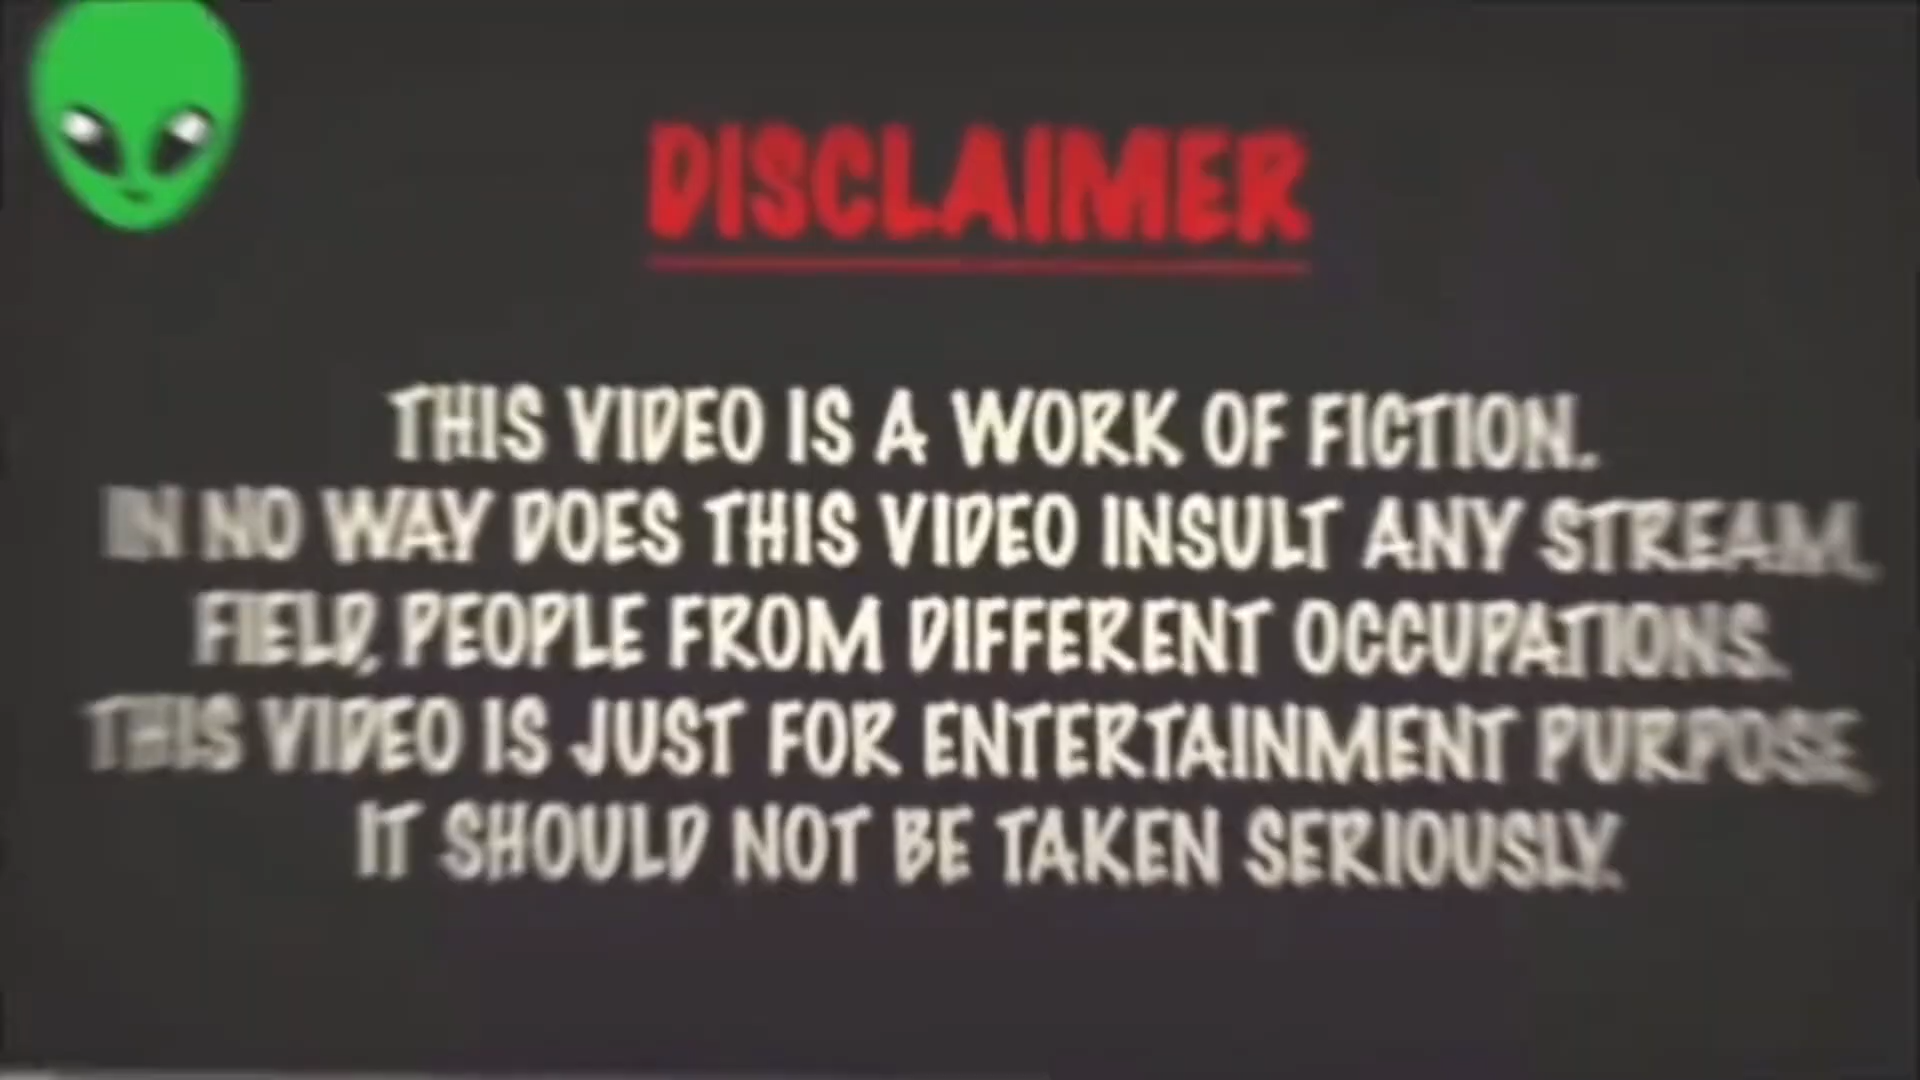 DISCLAIMER
THIS VIDEO IS A WORK OF FICTION.
IN NO WAY DOES THIS VIDEO INSULT ANY STREAM,
FIELD, PEOPLE FROM DIFFERENT OCCUPATIONS.
THIS VIDEO IS JUST FOR ENTERTAINMENT PURPOSE,
IT SHOULD NOT BE TAKEN SERIOUSLY.